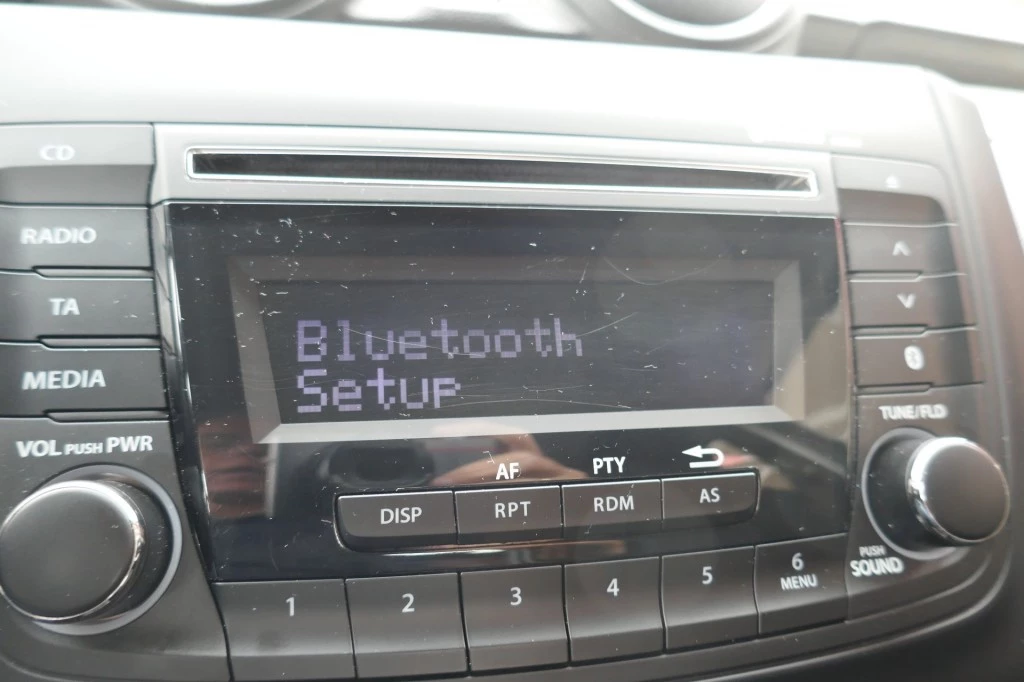 CD
RADIO
TA
MEDIA
VOL PUSH PWR
Bluetooth
Setup
AF
PTY
DISP
RPT
RDM
AS
1
2
3
4
5
6
MENU
TUNE/FLD
PUSH
SOUND